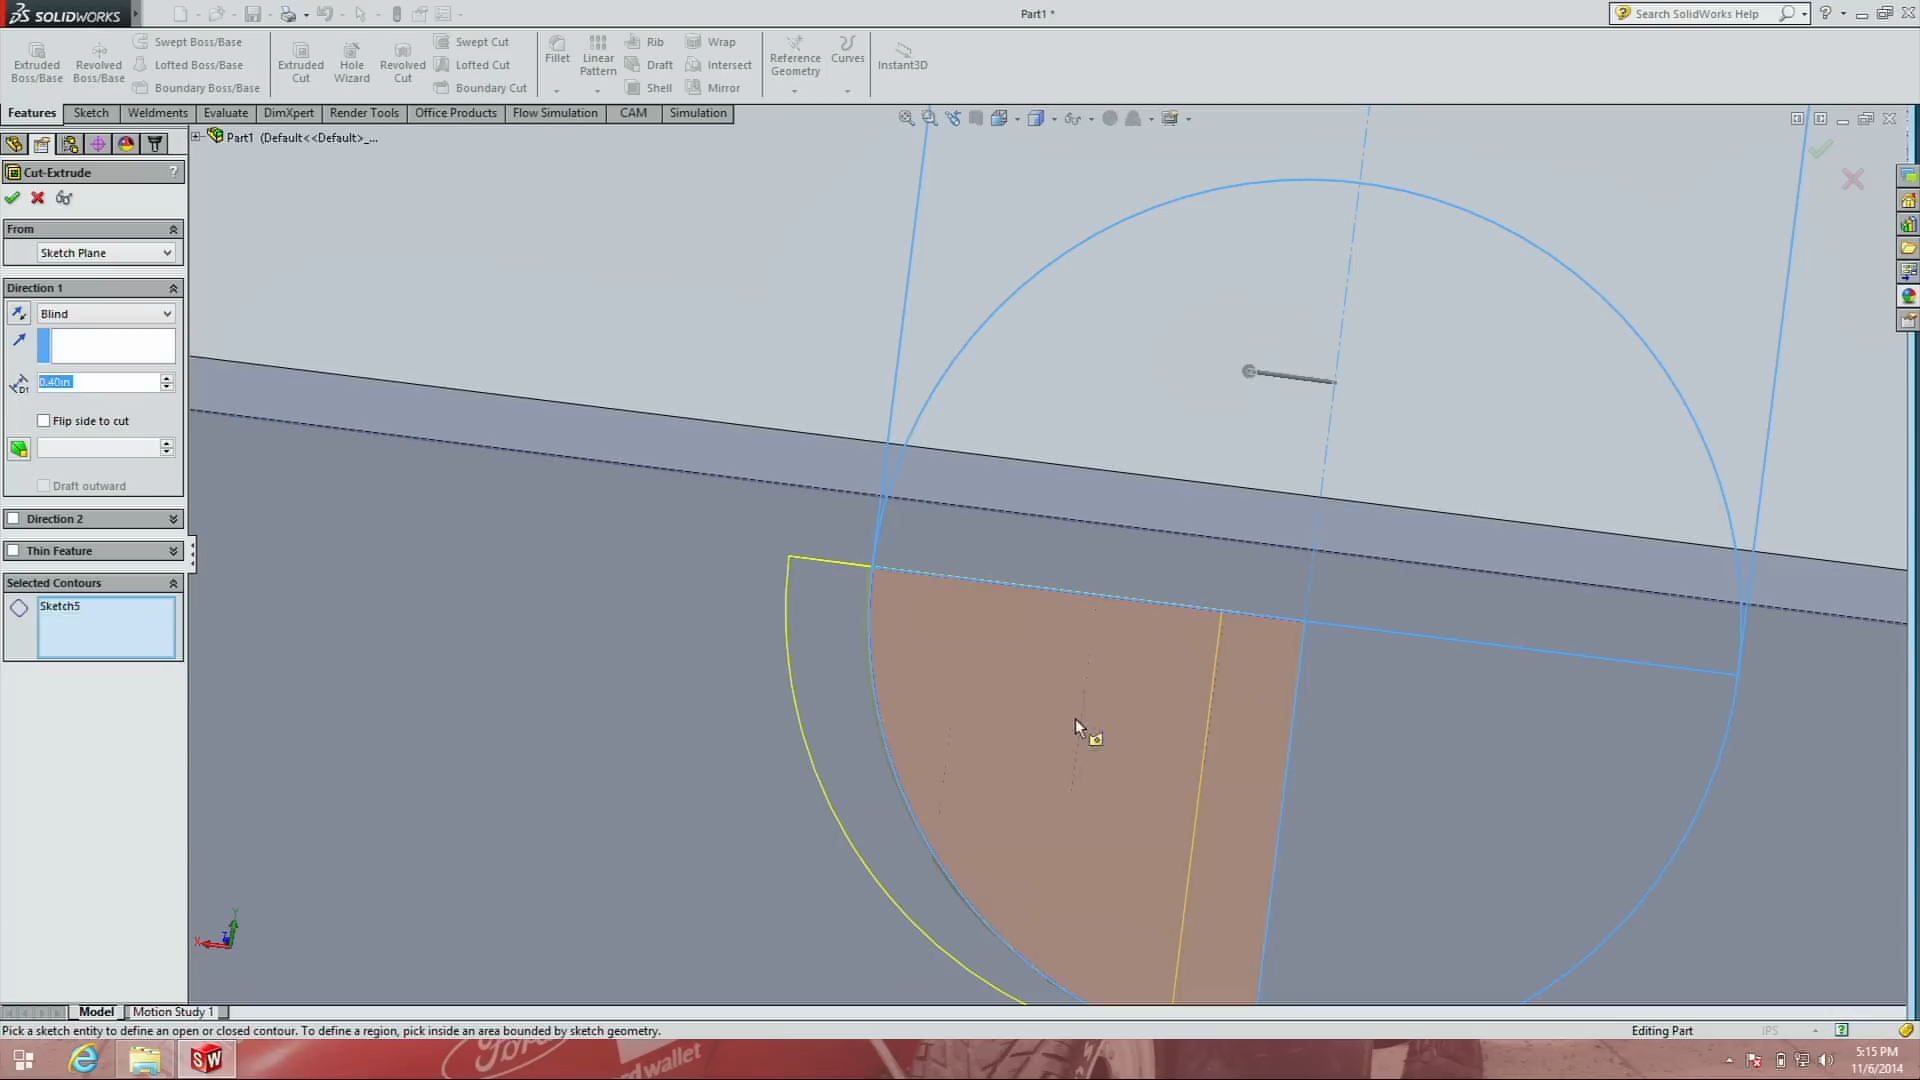 SOLIDWORKS
Part1 *
Search SolidWorks Help
Extruded Boss/Base
Revolved Boss/Base
Swept Boss/Base
Lofted Boss/Base
Boundary Boss/Base
Extruded Cut
Hole Wizard
Revolved Cut
Swept Cut
Lofted Cut
Boundary Cut
Fillet
Linear Pattern
Rib
Draft
Shell
Wrap
Intersect
Mirror
Reference Geometry
Curves
Instant3D
Features Sketch Weldments Evaluate DimXpert Render Tools Office Products Flow Simulation CAM Simulation
Part1 (Default<<Default>_...
Cut-Extrude ?
From
Sketch Plane
Direction 1
Blind
D1
0.40in
Flip side to cut
Draft outward
Direction 2
Thin Feature
Selected Contours
Sketch5
Y
X
Z
Model Motion Study 1
Pick a sketch entity to define an open or closed contour. To define a region, pick inside an area bounded by sketch geometry.
Editing Part
IPS
Ford
dwallet
SW
5:15 PM
11/6/2014